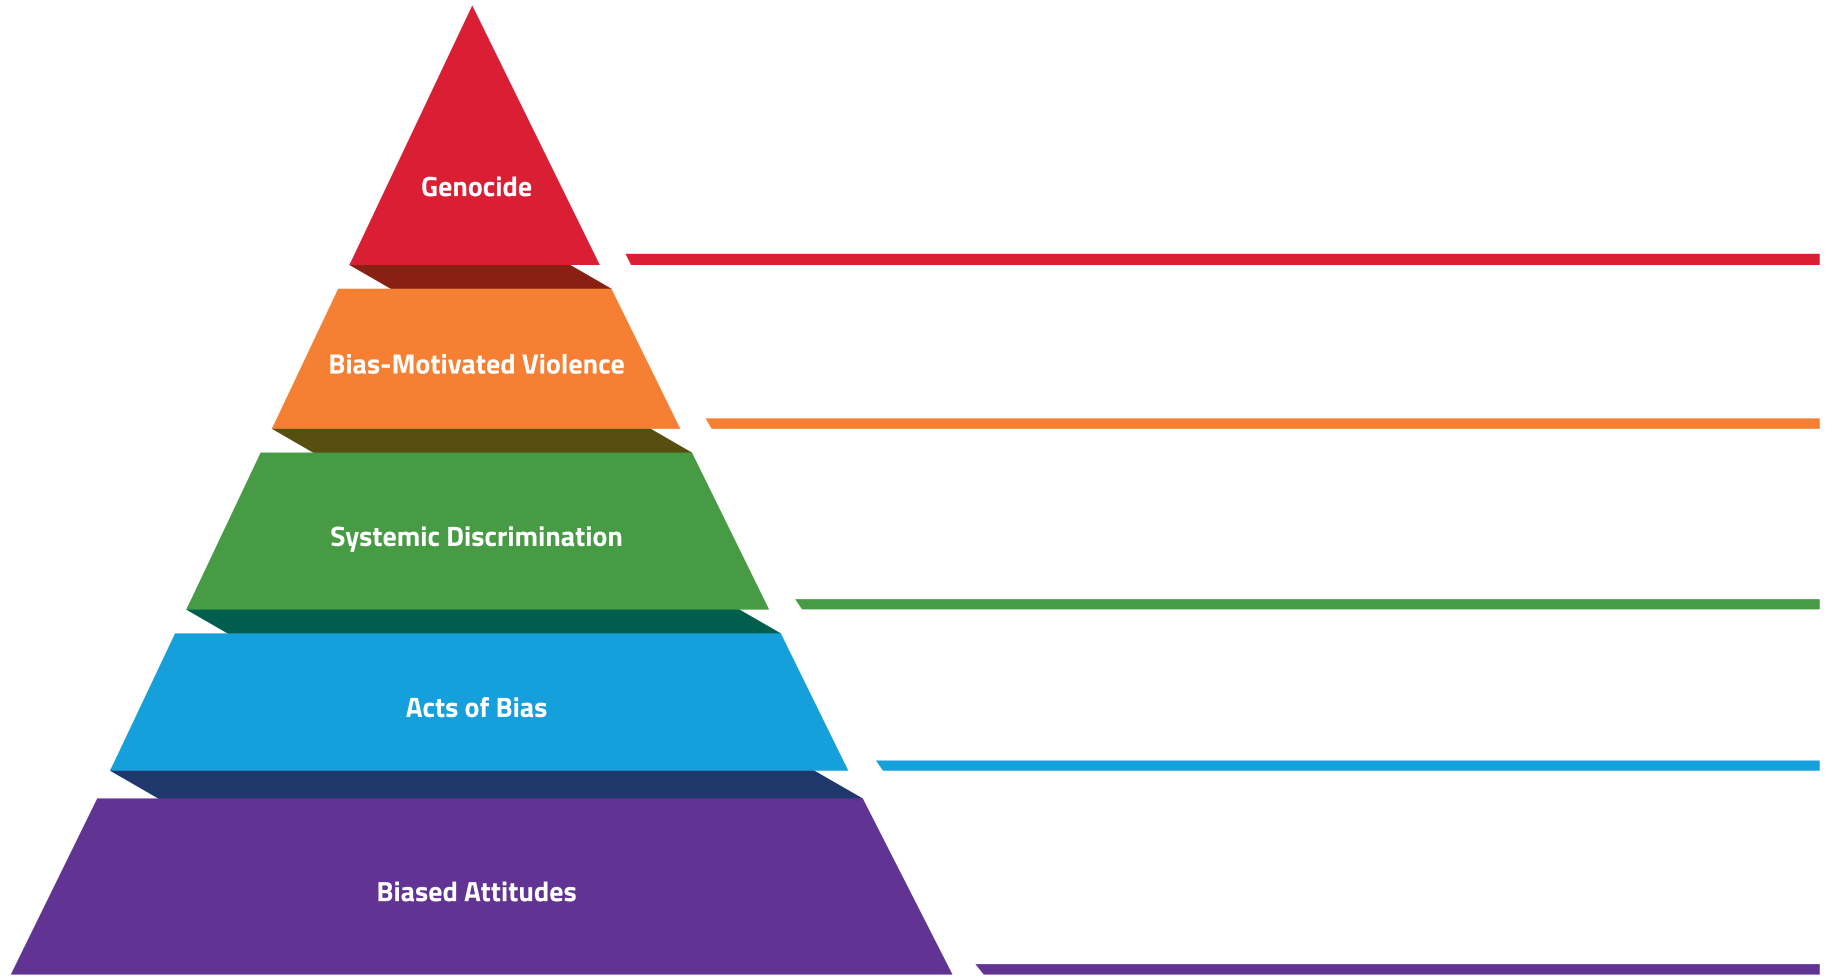 Genocide
Bias-Motivated Violence
Systemic Discrimination
Acts of Bias
Biased Attitudes